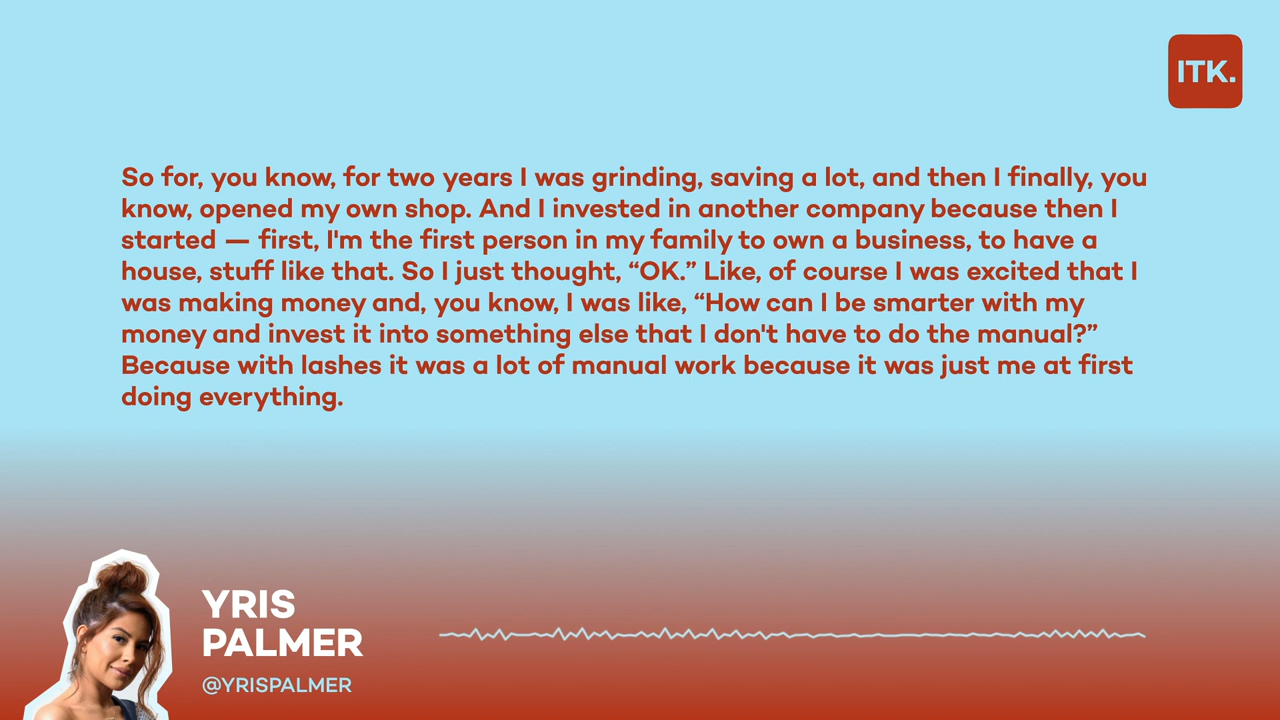 ITK.
So for, you know, for two years I was grinding, saving a lot, and then I finally, you
know, opened my own shop. And I invested in another company because then I
started — first, I'm the first person in my family to own a business, to have a
house, stuff like that. So I just thought, “OK.” Like, of course I was excited that I
was making money and, you know, I was like, “How can I be smarter with my
money and invest it into something else that I don't have to do the manual?”
Because with lashes it was a lot of manual work because it was just me at first
doing everything.
YRIS
PALMER
@YRISPALMER